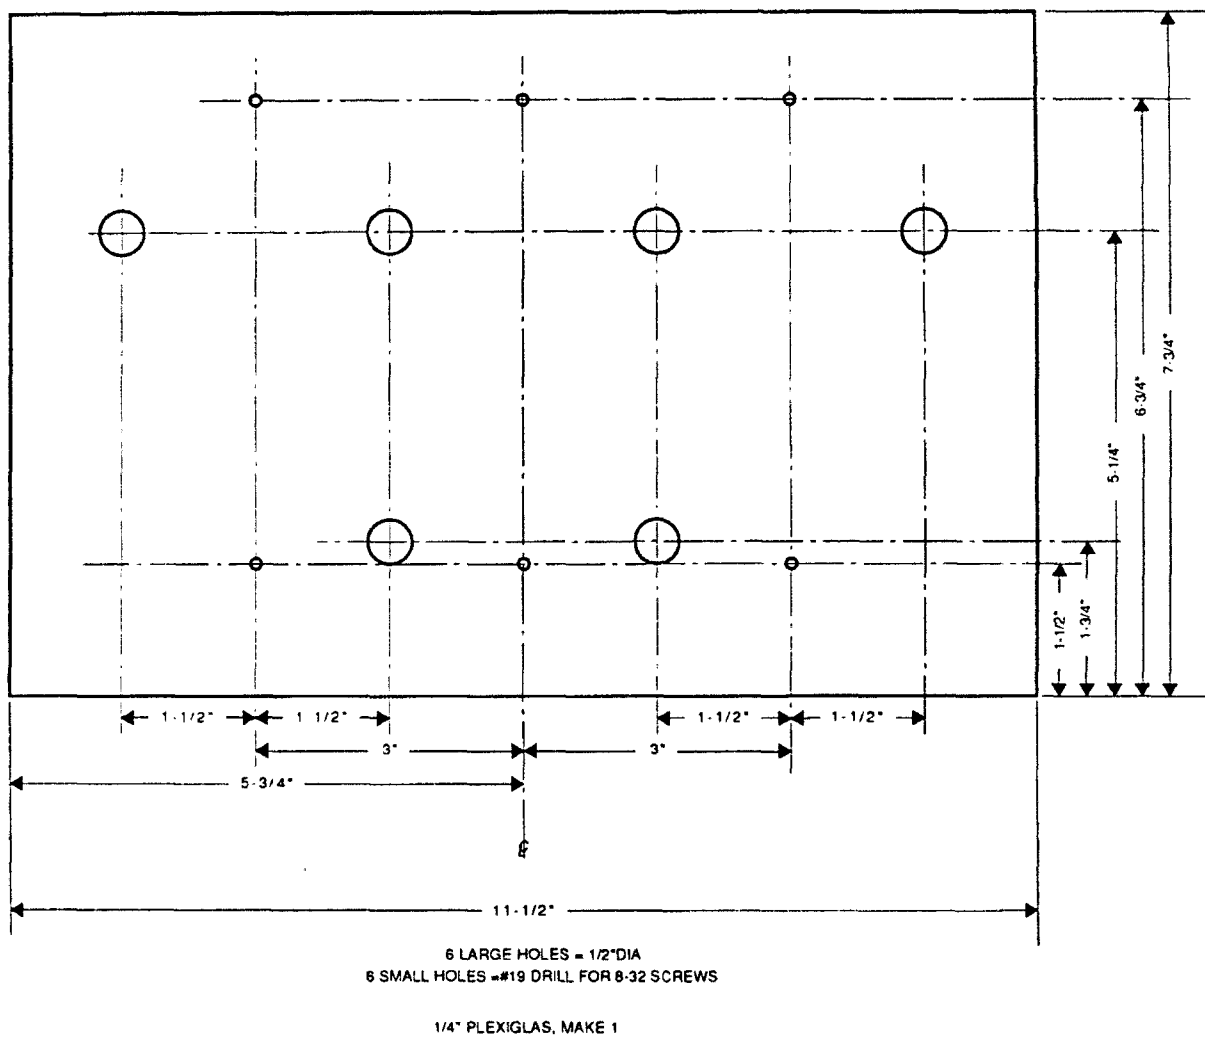 7-3/4"
6-3/4"
5-1/4"
1-3/4"
1-1/2"
1-1/2" 1 1/2" 1-1/2" 1-1/2"
3" 3"
5-3/4"
℄
11-1/2"
6 LARGE HOLES = 1/2"DIA
6 SMALL HOLES =#19 DRILL FOR 8-32 SCREWS
1/4" PLEXIGLAS, MAKE 1